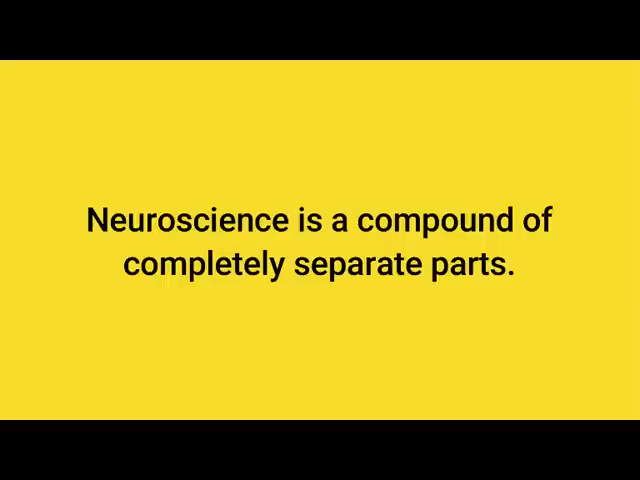 Neuroscience is a compound of
completely separate parts.